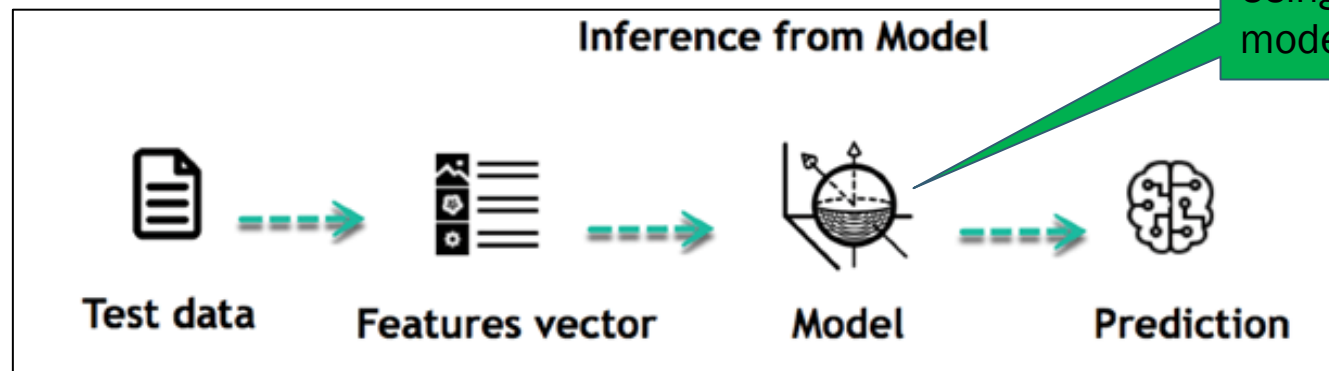 Inference from Model
Test data
Features vector
Model
Prediction